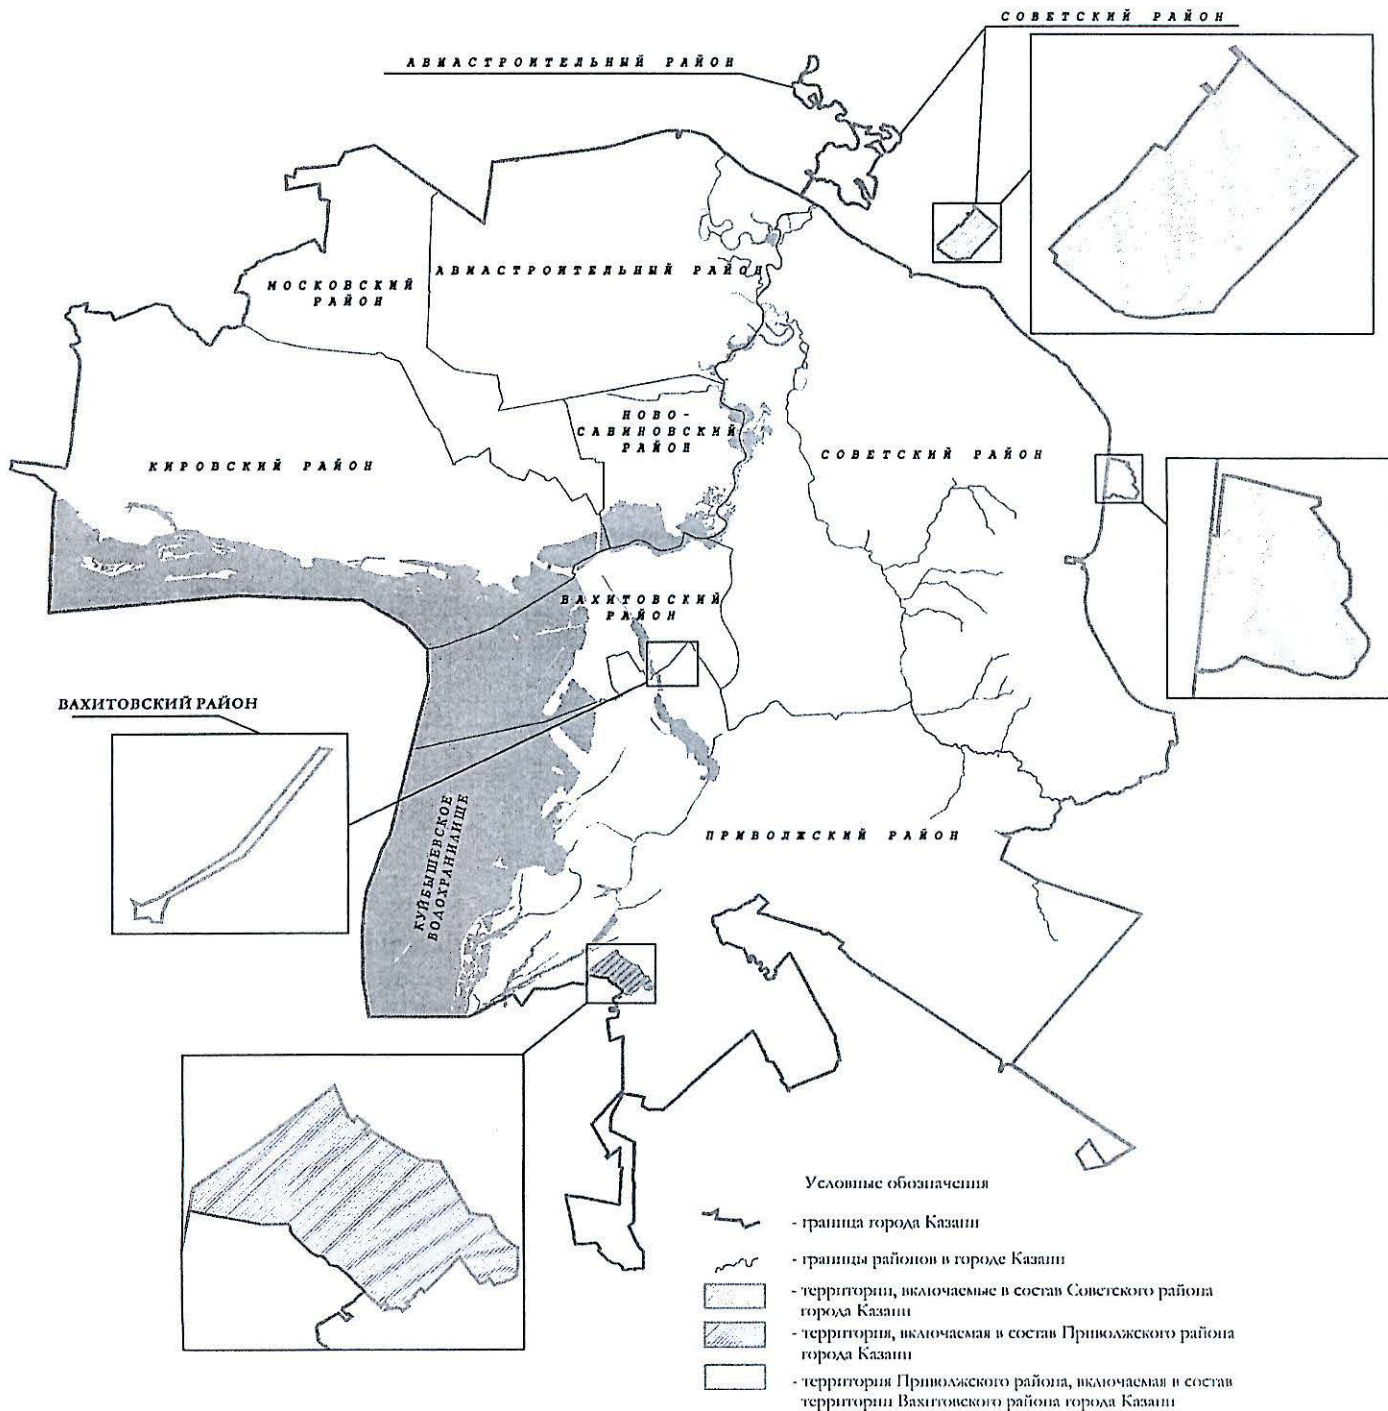 СОВЕТСКИЙ РАЙОН
АВИАСТРОИТЕЛЬНЫЙ РАЙОН
МОСКОВСКИЙ
РАЙОН
АВИАСТРОИТЕЛЬНЫЙ РАЙОН
НОВО-
САВИНОВСКИЙ
РАЙОН
КИРОВСКИЙ РАЙОН
СОВЕТСКИЙ РАЙОН
ВАХИТОВСКИЙ
РАЙОН
ВАХИТОВСКИЙ РАЙОН
КУЙБЫШЕВСКОЕ
ВОДОХРАНИЛИЩЕ
ПРИВОЛЖСКИЙ РАЙОН
Условные обозначения
- граница города Казани
- границы районов в городе Казани
- территории, включаемые в состав Советского района
города Казани
- территория, включаемая в состав Приволжского района
города Казани
- территория Приволжского района, включаемая в состав
территории Вахитовского района города Казани